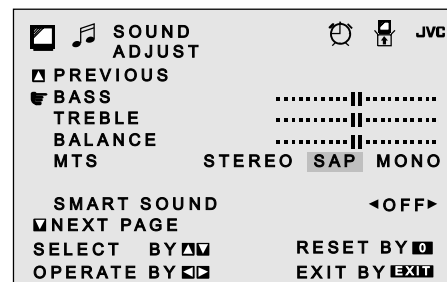 SOUND JVC
ADJUST
PREVIOUS
BASS
TREBLE
BALANCE
MTS STEREO SAP MONO
SMART SOUND ◄OFF►
NEXT PAGE
SELECT BY▲▼ RESET BY 0
OPERATE BY◄► EXIT BY EXIT